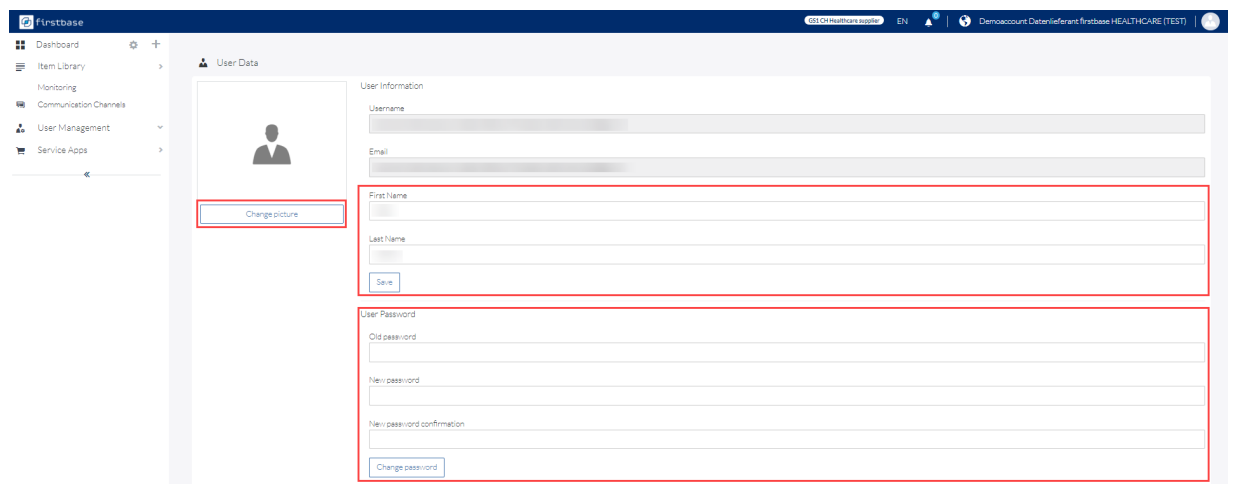 firstbase
GS1 CH Healthcare supplier
EN
0
Demoaccount Datenlieferant firstbase HEALTHCARE (TEST)
Dashboard
Item Library
Monitoring
Communication Channels
User Management
Service Apps
User Data
Change picture
User Information
Username
Email
First Name
Last Name
Save
User Password
Old password
New password
New password confirmation
Change password